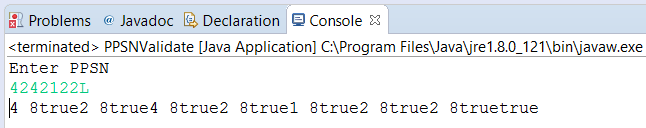 Problems @ Javadoc Declaration Console
<terminated> PPSNValidate [Java Application] C:\Program Files\Java\jre1.8.0_121\bin\javaw.exe
Enter PPSN
4242122L
4 8true2 8true4 8true2 8true1 8true2 8true2 8truetrue